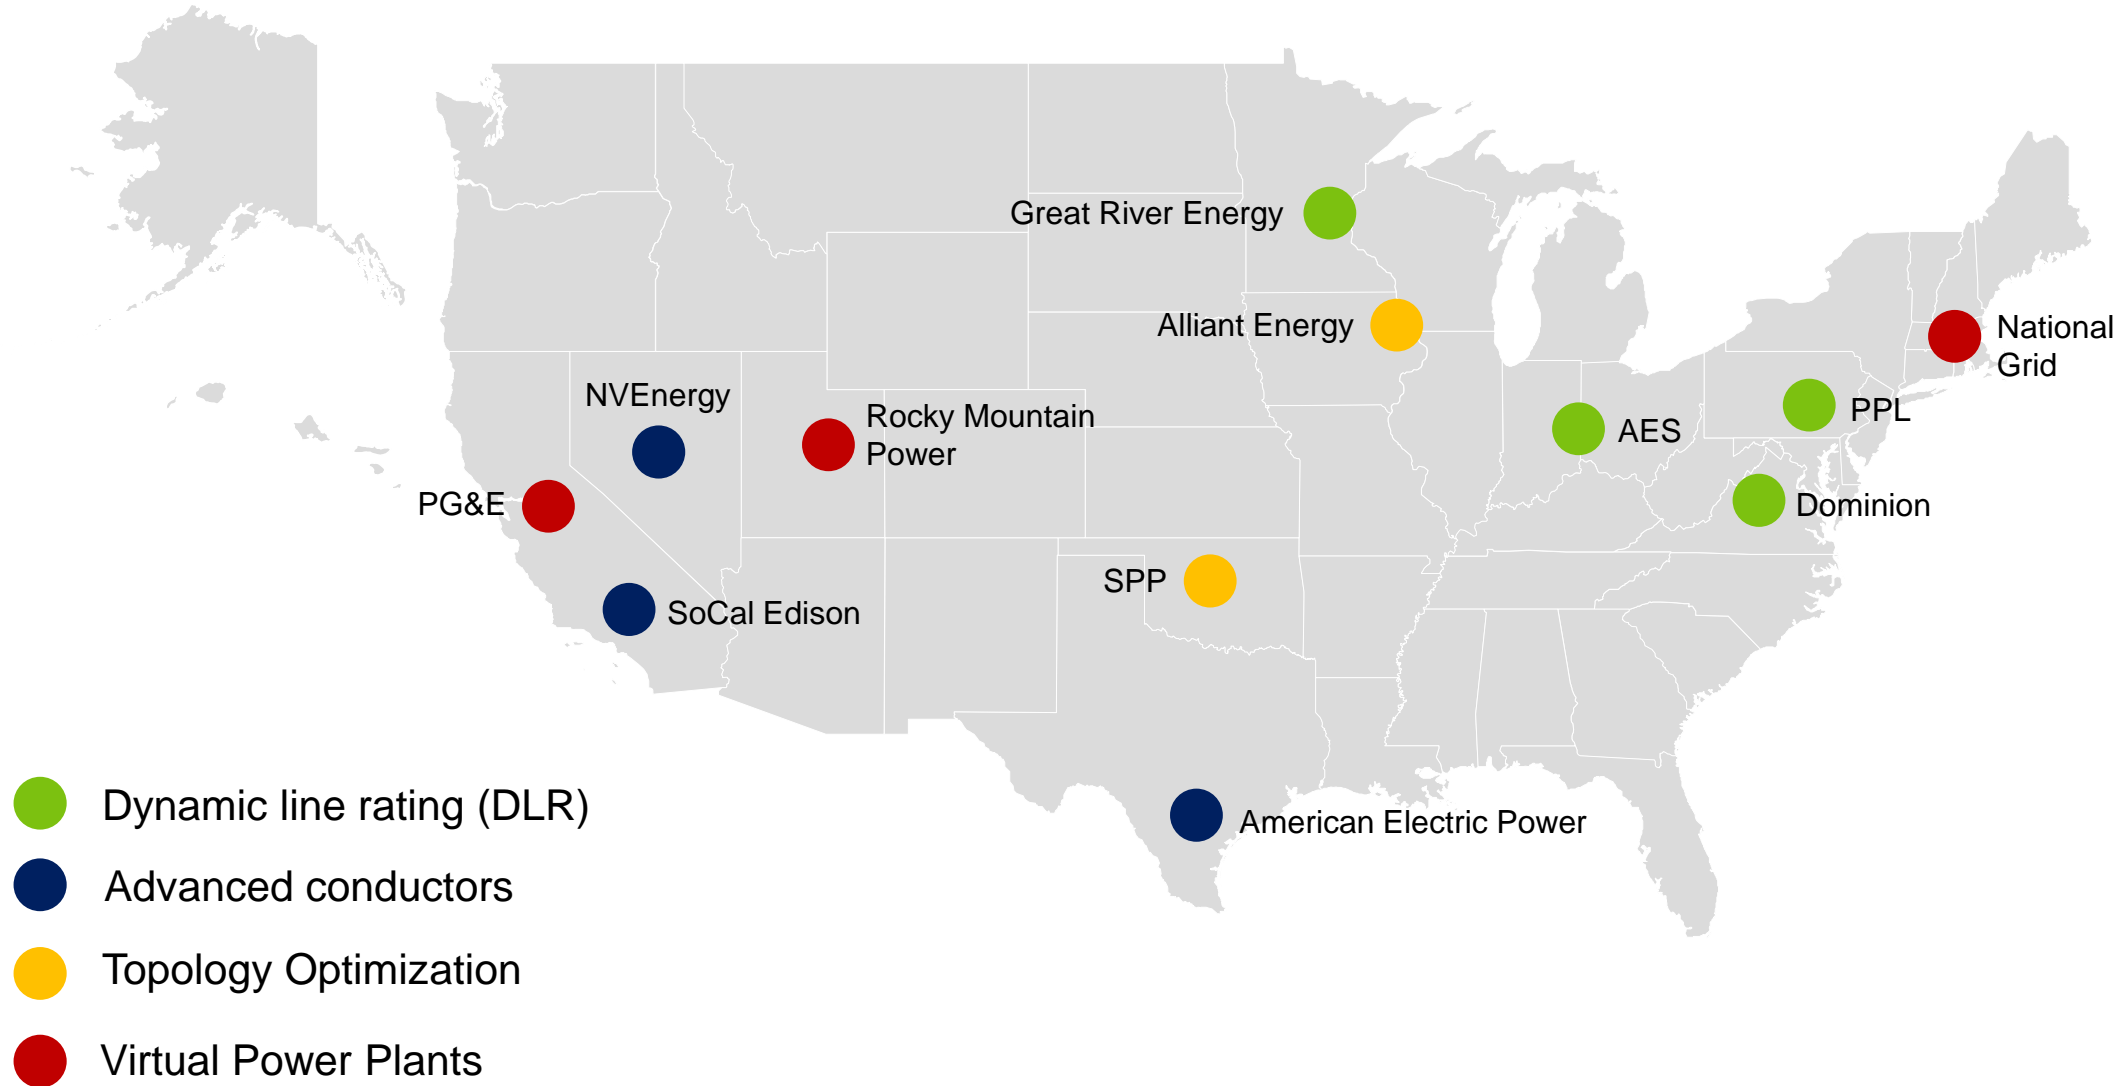 Great River Energy
Alliant Energy
National
Grid
NVEnergy
Rocky Mountain
Power
PPL
AES
PG&E
Dominion
SPP
SoCal Edison
American Electric Power
Dynamic line rating (DLR)
Advanced conductors
Topology Optimization
Virtual Power Plants